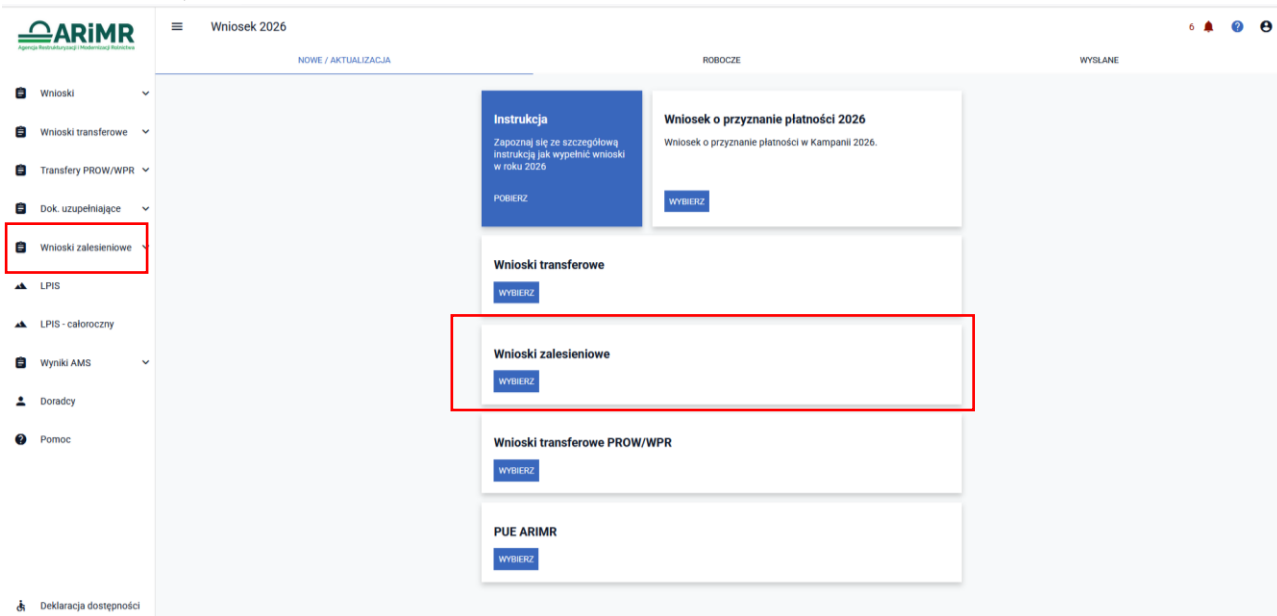 ARiMR
Agencja Restrukturyzacji i Modernizacji Rolnictwa
Wniosek 2026
6
NOWE / AKTUALIZACJA
ROBOCZE
WYSŁANE
Wnioski
Wnioski transferowe
Transfery PROW/WPR
Dok. uzupełniające
Wnioski zalesieniowe
LPIS
LPIS - całoroczny
Wyniki AMS
Doradcy
Pomoc
Deklaracja dostępności
Instrukcja
Zapoznaj się ze szczegółową
instrukcją jak wypełnić wnioski
w roku 2026
POBIERZ
Wniosek o przyznanie płatności 2026
Wniosek o przyznanie płatności w Kampanii 2026.
WYBIERZ
Wnioski transferowe
WYBIERZ
Wnioski zalesieniowe
WYBIERZ
Wnioski transferowe PROW/WPR
WYBIERZ
PUE ARIMR
WYBIERZ